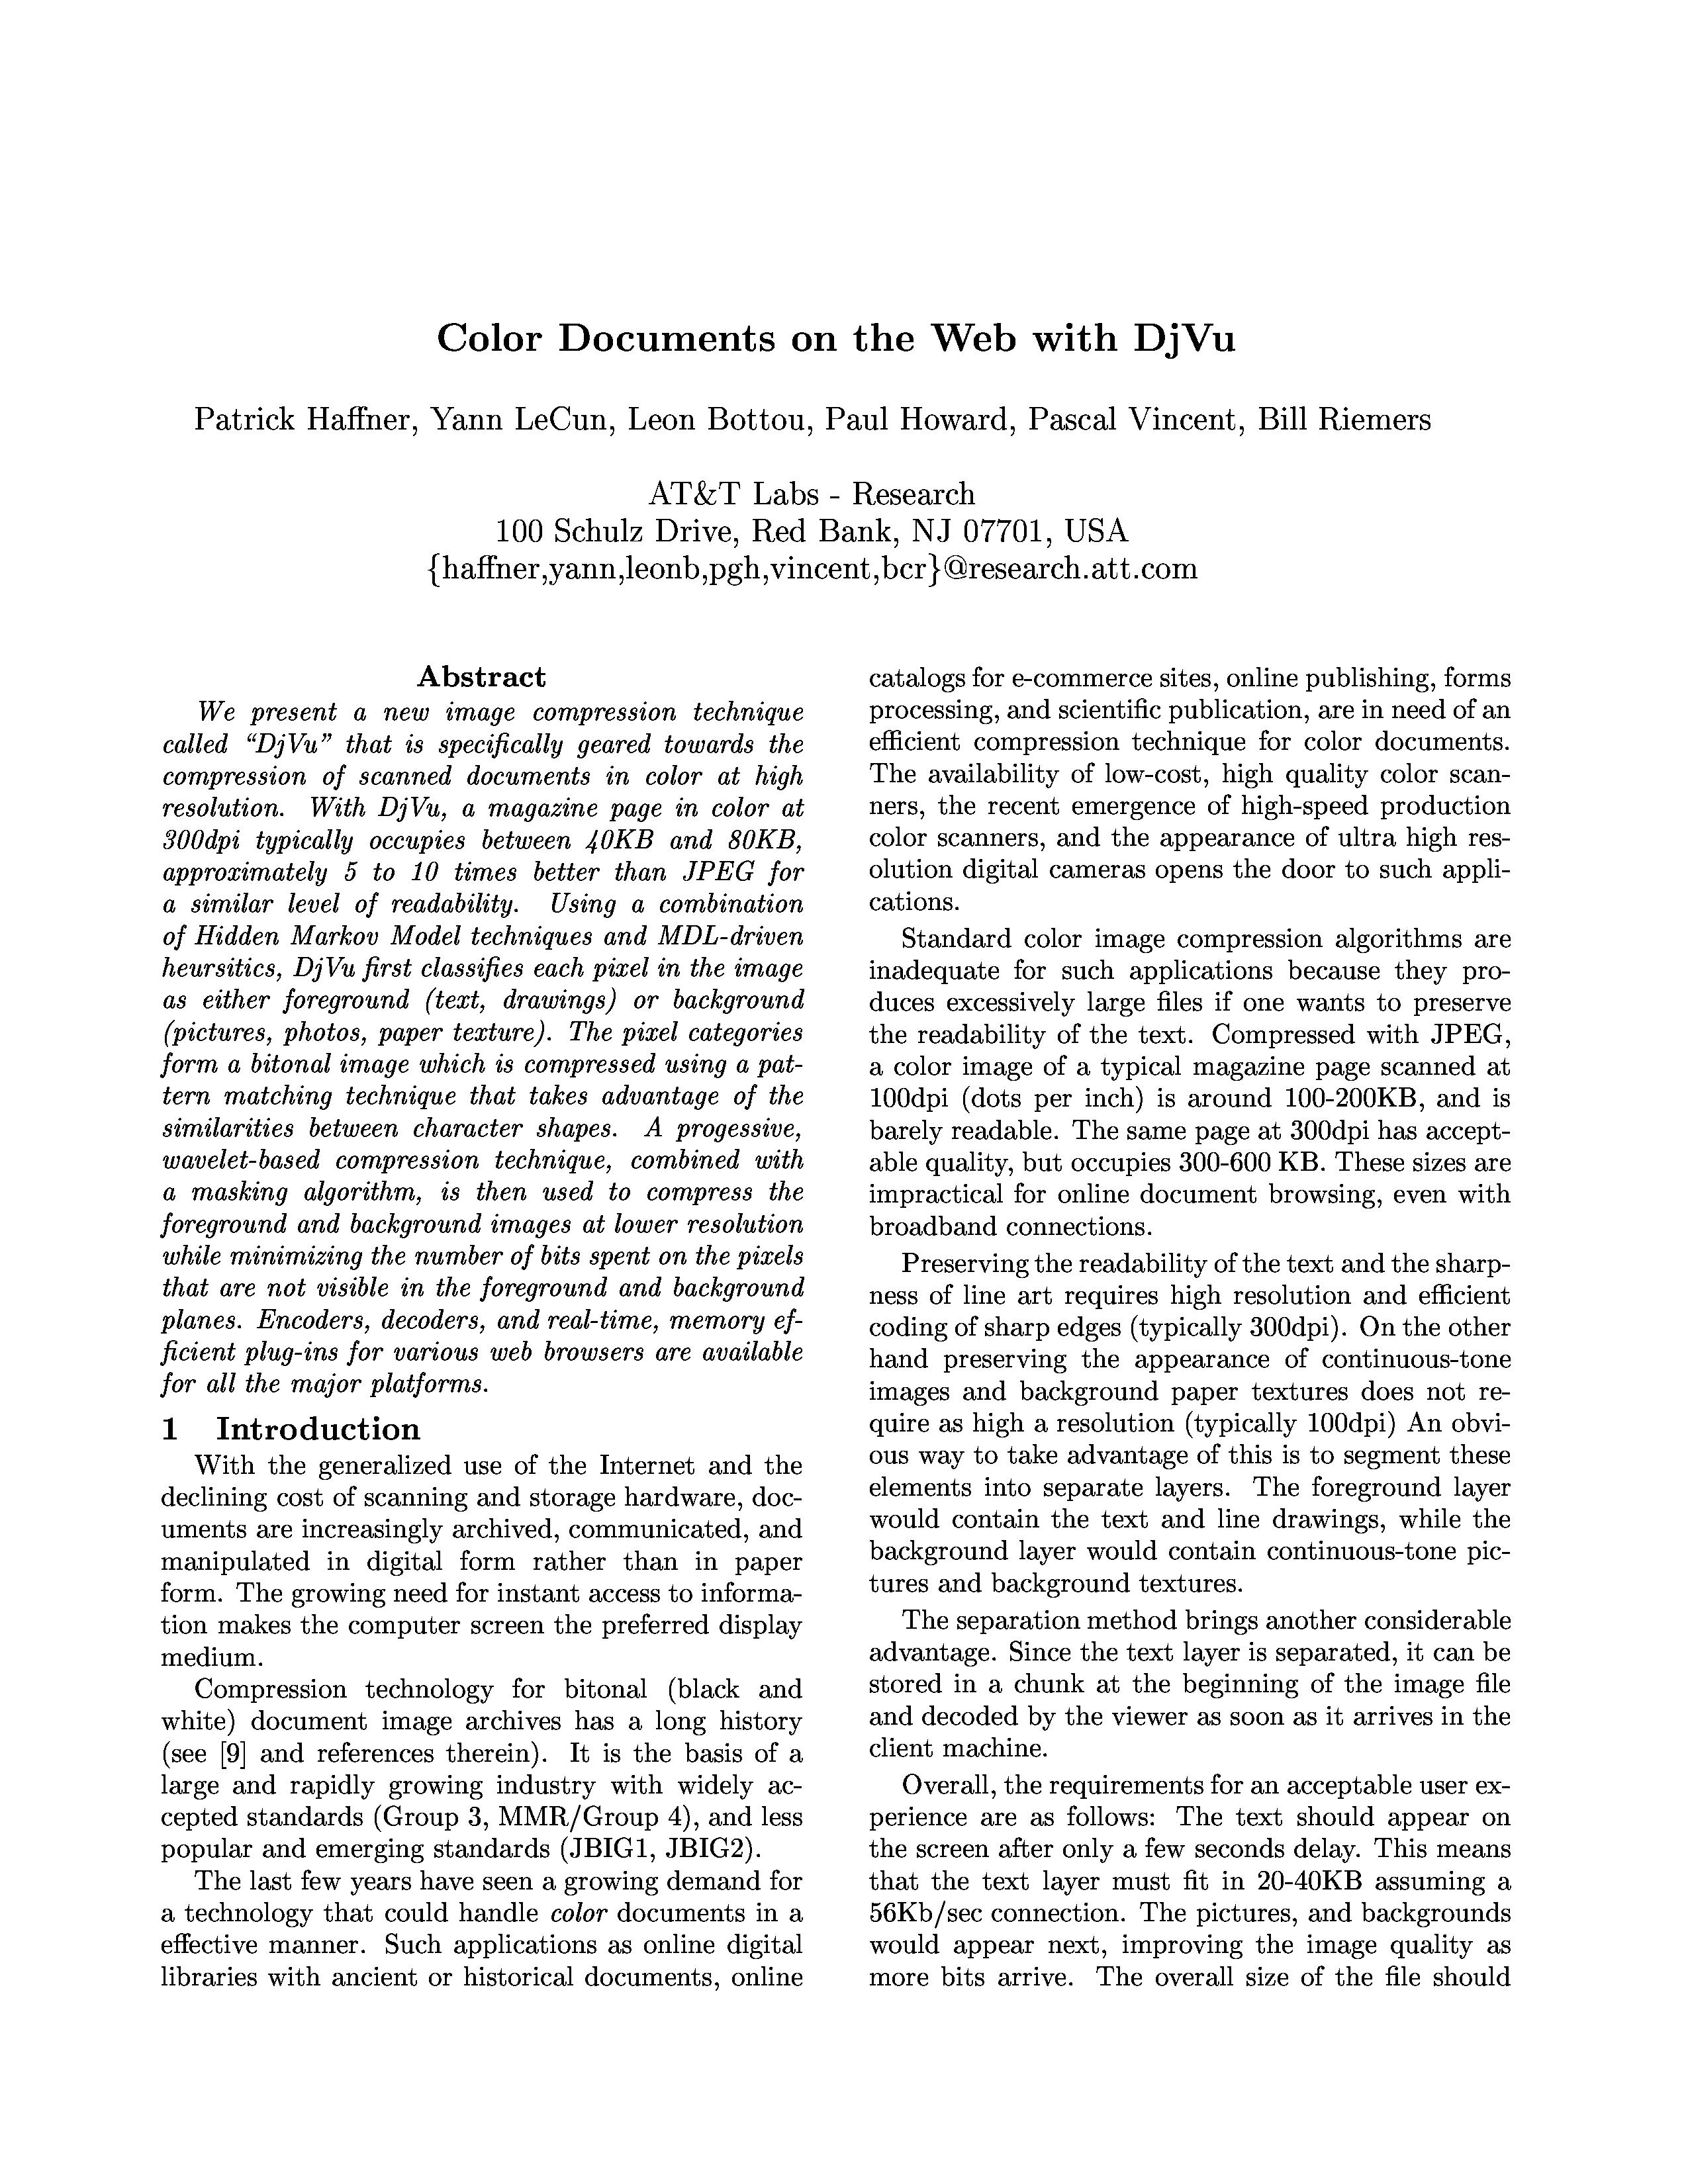 Color Documents on the Web with DjVu
Patrick Haffner, Yann LeCun, Leon Bottou, Paul Howard, Pascal Vincent, Bill Riemers
AT&T Labs - Research
100 Schulz Drive, Red Bank, NJ 07701, USA
{haffner,yann,leonb,pgh,vincent,bcr}@research.att.com
Abstract
We present a new image compression technique
called “DjVu” that is specifically geared towards the
compression of scanned documents in color at high
resolution. With DjVu, a magazine page in color at
300dpi typically occupies between 40KB and 80KB,
approximately 5 to 10 times better than JPEG for
a similar level of readability. Using a combination
of Hidden Markov Model techniques and MDL-driven
heursitics, DjVu first classifies each pixel in the image
as either foreground (text, drawings) or background
(pictures, photos, paper texture). The pixel categories
form a bitonal image which is compressed using a pat-
tern matching technique that takes advantage of the
similarities between character shapes. A progessive,
wavelet-based compression technique, combined with
a masking algorithm, is then used to compress the
foreground and background images at lower resolution
while minimizing the number of bits spent on the pixels
that are not visible in the foreground and background
planes. Encoders, decoders, and real-time, memory ef-
ficient plug-ins for various web browsers are available
for all the major platforms.
1 Introduction
With the generalized use of the Internet and the
declining cost of scanning and storage hardware, doc-
uments are increasingly archived, communicated, and
manipulated in digital form rather than in paper
form. The growing need for instant access to informa-
tion makes the computer screen the preferred display
medium.
Compression technology for bitonal (black and
white) document image archives has a long history
(see [9] and references therein). It is the basis of a
large and rapidly growing industry with widely ac-
cepted standards (Group 3, MMR/Group 4), and less
popular and emerging standards (JBIG1, JBIG2).
The last few years have seen a growing demand for
a technology that could handle color documents in a
effective manner. Such applications as online digital
libraries with ancient or historical documents, online
catalogs for e-commerce sites, online publishing, forms
processing, and scientific publication, are in need of an
efficient compression technique for color documents.
The availability of low-cost, high quality color scan-
ners, the recent emergence of high-speed production
color scanners, and the appearance of ultra high res-
olution digital cameras opens the door to such appli-
cations.
Standard color image compression algorithms are
inadequate for such applications because they pro-
duces excessively large files if one wants to preserve
the readability of the text. Compressed with JPEG,
a color image of a typical magazine page scanned at
100dpi (dots per inch) is around 100-200KB, and is
barely readable. The same page at 300dpi has accept-
able quality, but occupies 300-600 KB. These sizes are
impractical for online document browsing, even with
broadband connections.
Preserving the readability of the text and the sharp-
ness of line art requires high resolution and efficient
coding of sharp edges (typically 300dpi). On the other
hand preserving the appearance of continuous-tone
images and background paper textures does not re-
quire as high a resolution (typically 100dpi) An obvi-
ous way to take advantage of this is to segment these
elements into separate layers. The foreground layer
would contain the text and line drawings, while the
background layer would contain continuous-tone pic-
tures and background textures.
The separation method brings another considerable
advantage. Since the text layer is separated, it can be
stored in a chunk at the beginning of the image file
and decoded by the viewer as soon as it arrives in the
client machine.
Overall, the requirements for an acceptable user ex-
perience are as follows: The text should appear on
the screen after only a few seconds delay. This means
that the text layer must fit in 20-40KB assuming a
56Kb/sec connection. The pictures, and backgrounds
would appear next, improving the image quality as
more bits arrive. The overall size of the file should